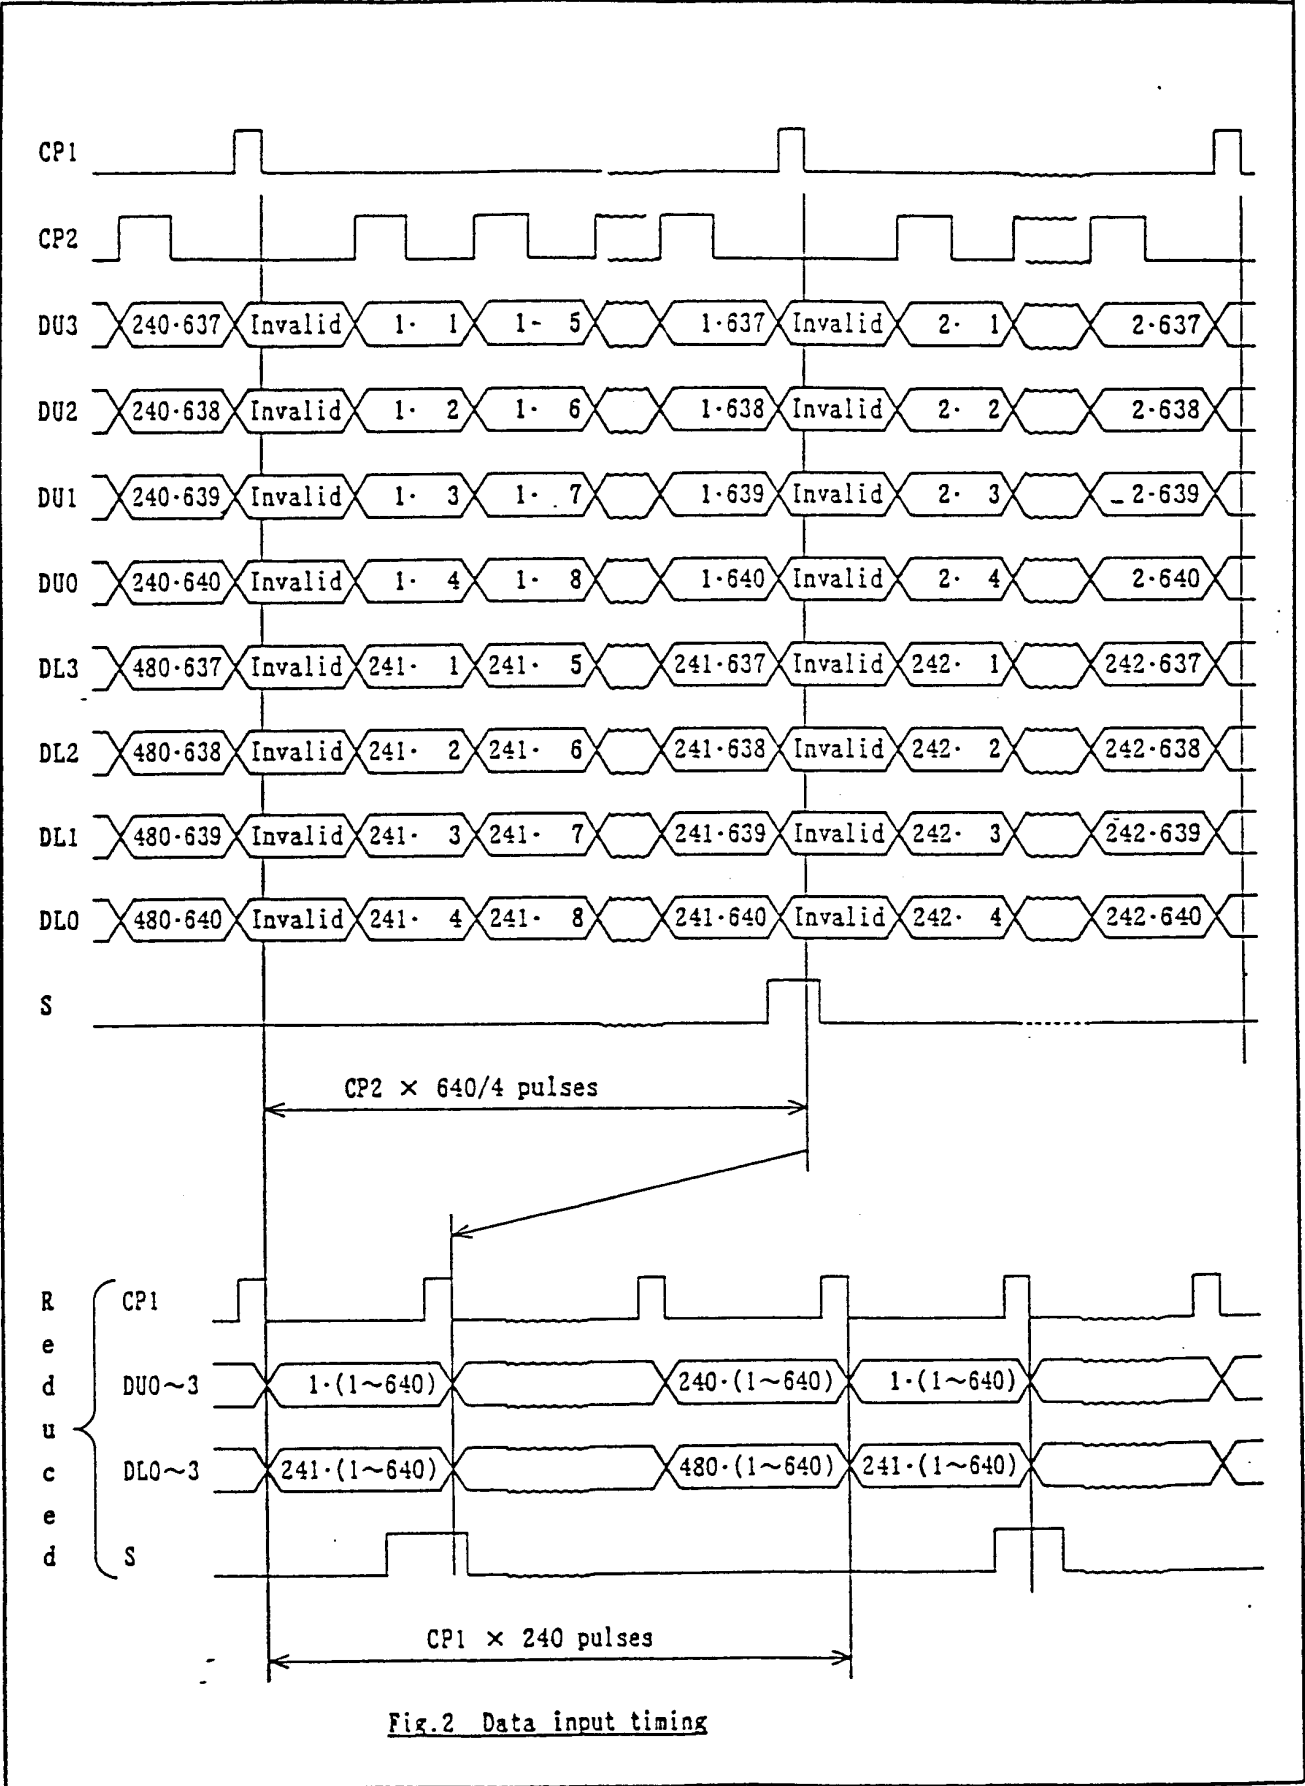 CP1
CP2
DU3 240·637 Invalid 1· 1 1- 5 1·637 Invalid 2· 1 2·637
DU2 240·638 Invalid 1· 2 1· 6 1·638 Invalid 2· 2 2·638
DU1 240·639 Invalid 1· 3 1· 7 1·639 Invalid 2· 3 2·639
DU0 240·640 Invalid 1· 4 1· 8 1·640 Invalid 2· 4 2·640
DL3 480·637 Invalid 241· 1 241· 5 241·637 Invalid 242· 1 242·637
DL2 480·638 Invalid 241· 2 241· 6 241·638 Invalid 242· 2 242·638
DL1 480·639 Invalid 241· 3 241· 7 241·639 Invalid 242· 3 242·639
DL0 480·640 Invalid 241· 4 241· 8 241·640 Invalid 242· 4 242·640
S
CP2 × 640/4 pulses
Reduced
CP1
DU0~3 1·(1~640) 240·(1~640) 1·(1~640)
DL0~3 241·(1~640) 480·(1~640) 241·(1~640)
S
CP1 × 240 pulses
Fig.2 Data input timing